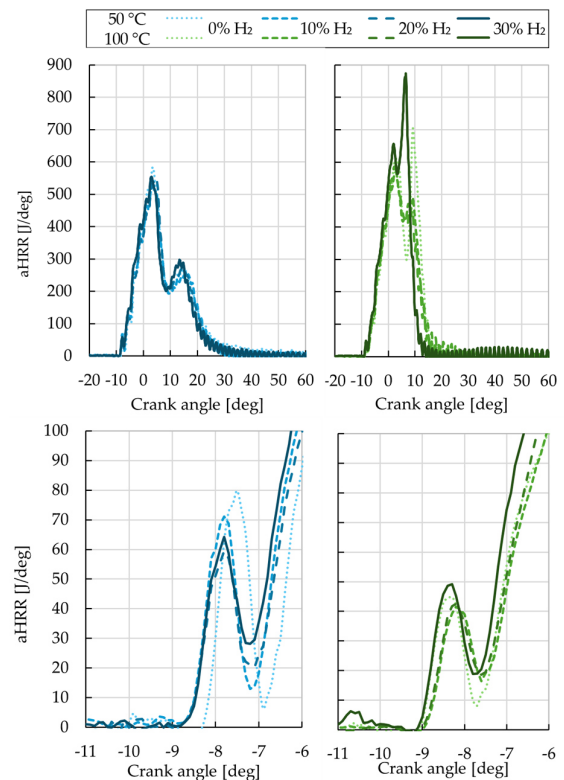 50 °C 0% H₂ 10% H₂ 20% H₂ 30% H₂
100 °C
900
800
700
600
500
400
300
200
100
0
aHRR [J/deg]
-20 -10 0 10 20 30 40 50 60
Crank angle [deg]
-20 -10 0 10 20 30 40 50 60
Crank angle [deg]
100
90
80
70
60
50
40
30
20
10
0
aHRR [J/deg]
-11 -10 -9 -8 -7 -6
Crank angle [deg]
-11 -10 -9 -8 -7 -6
Crank angle [deg]